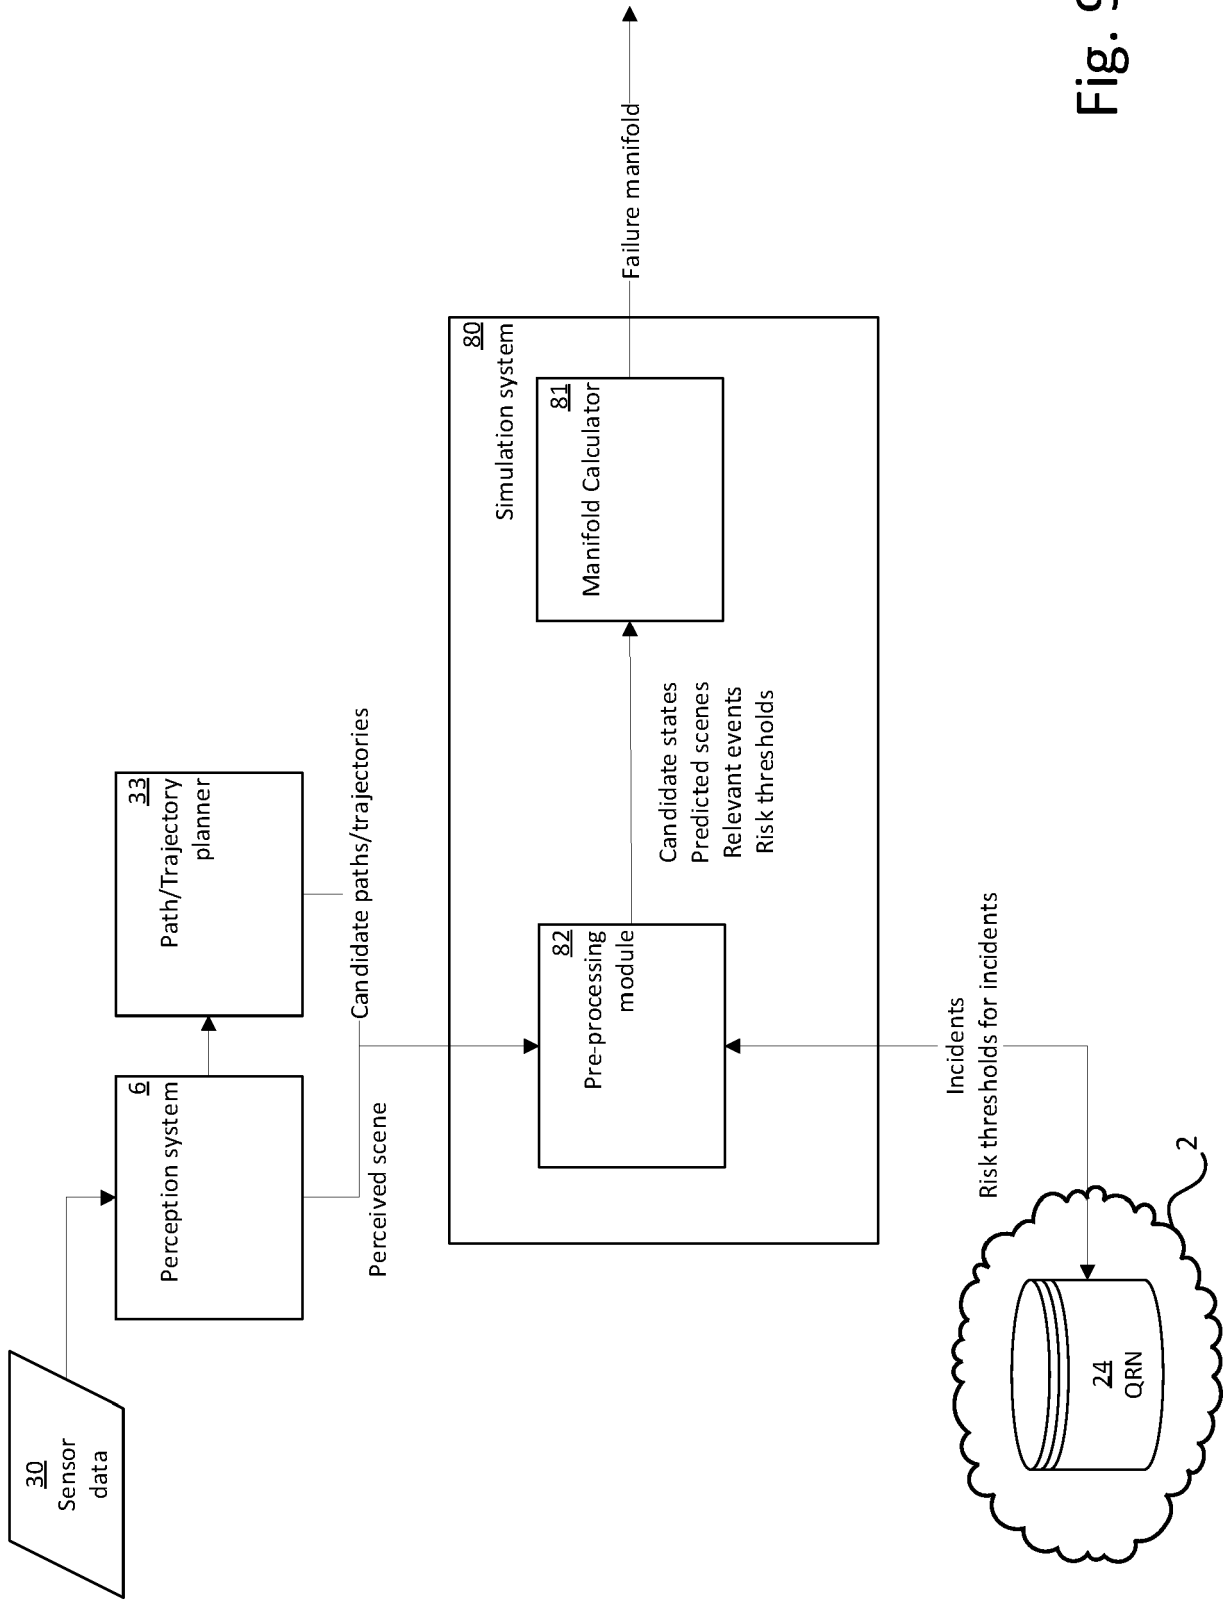 30
Sensor
data
6
Perception system
33
Path/Trajectory
planner
Perceived scene
Candidate paths/trajectories
80
Simulation system
82
Pre-processing
module
Candidate states
Predicted scenes
Relevant events
Risk thresholds
81
Manifold Calculator
Failure manifold
Incidents
Risk thresholds for incidents
2
24
QRN
Fig.